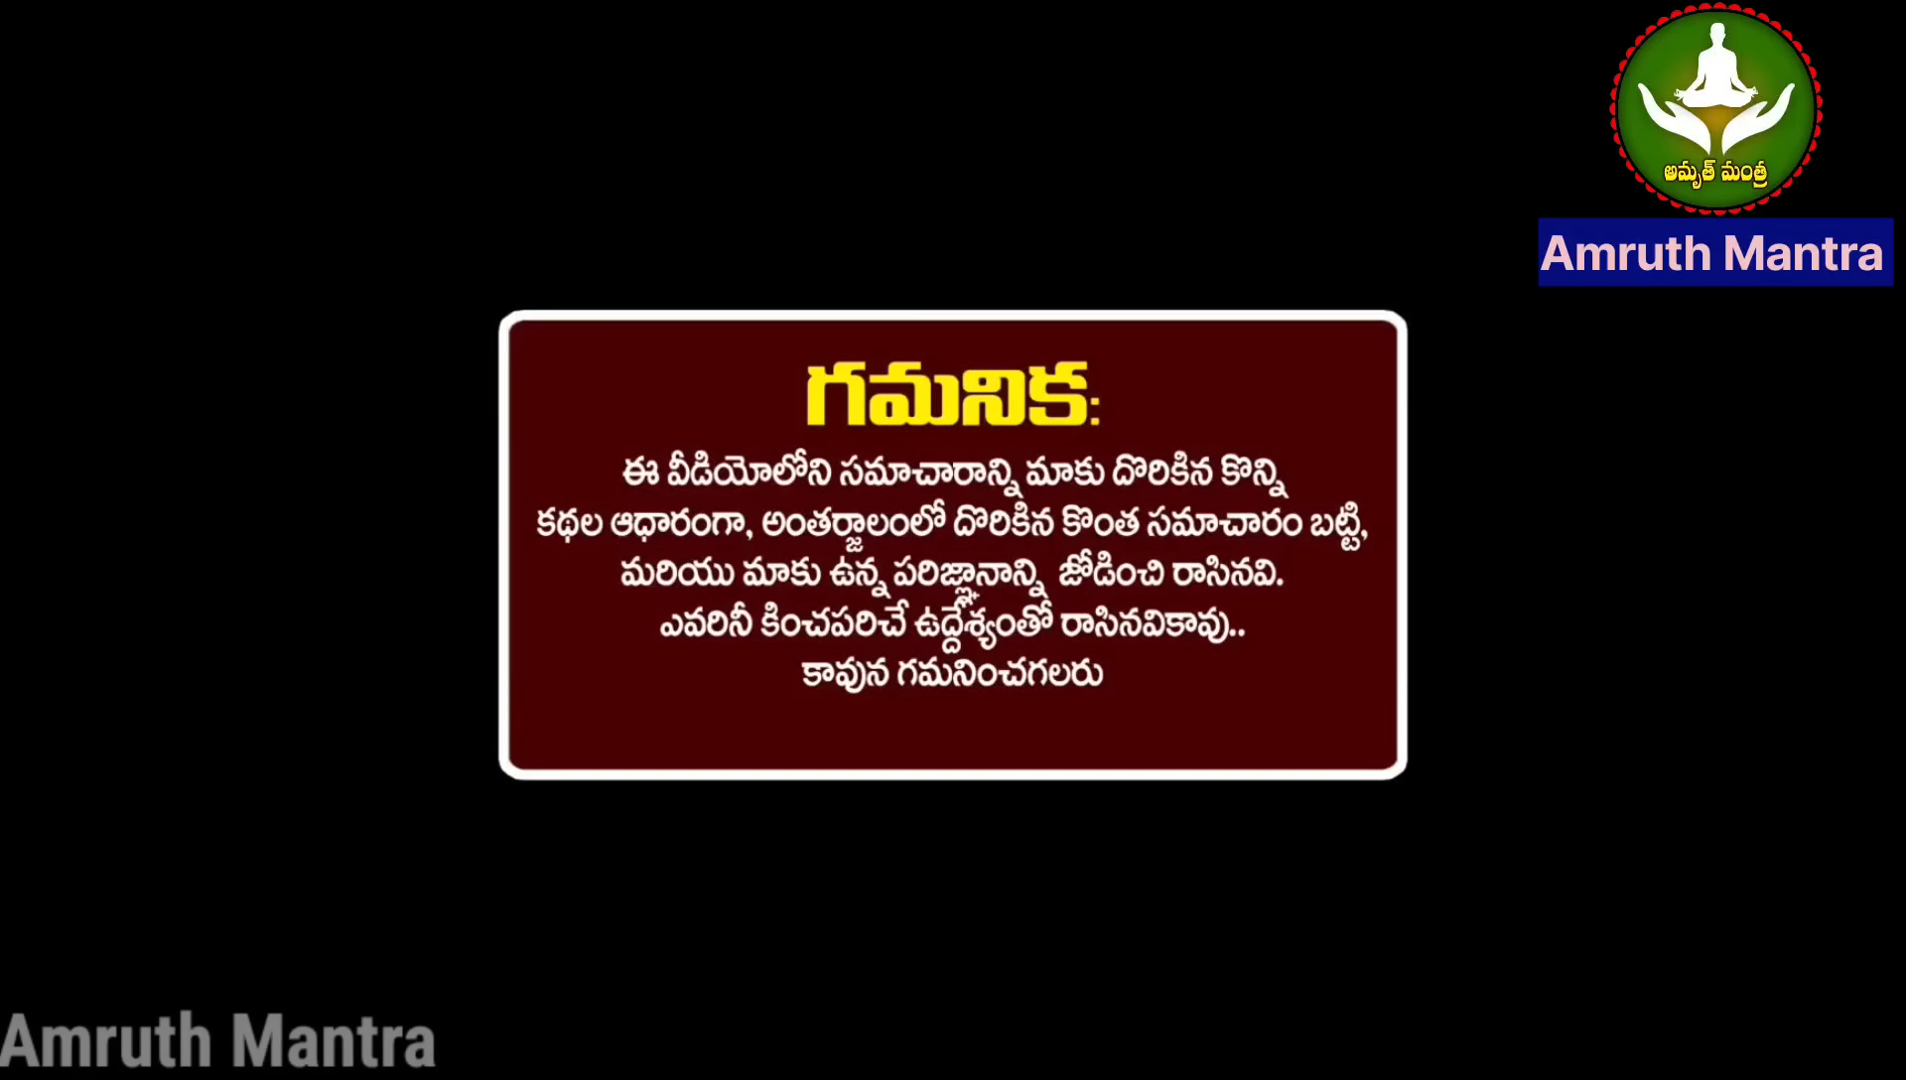 అమృత్ మంత్ర
Amruth Mantra
గమనిక:
ఈ వీడియోలోని సమాచారాన్ని మాకు దొరికిన కొన్ని
కథల ఆధారంగా, అంతర్జాలంలో దొరికిన కొంత సమాచారం బట్టి,
మరియు మాకు ఉన్న పరిజ్ఞానాన్ని జోడించి రాసినవి.
ఎవరినీ కించపరిచే ఉద్దేశ్యంతో రాసినవికావు..
కావున గమనించగలరు
Amruth Mantra